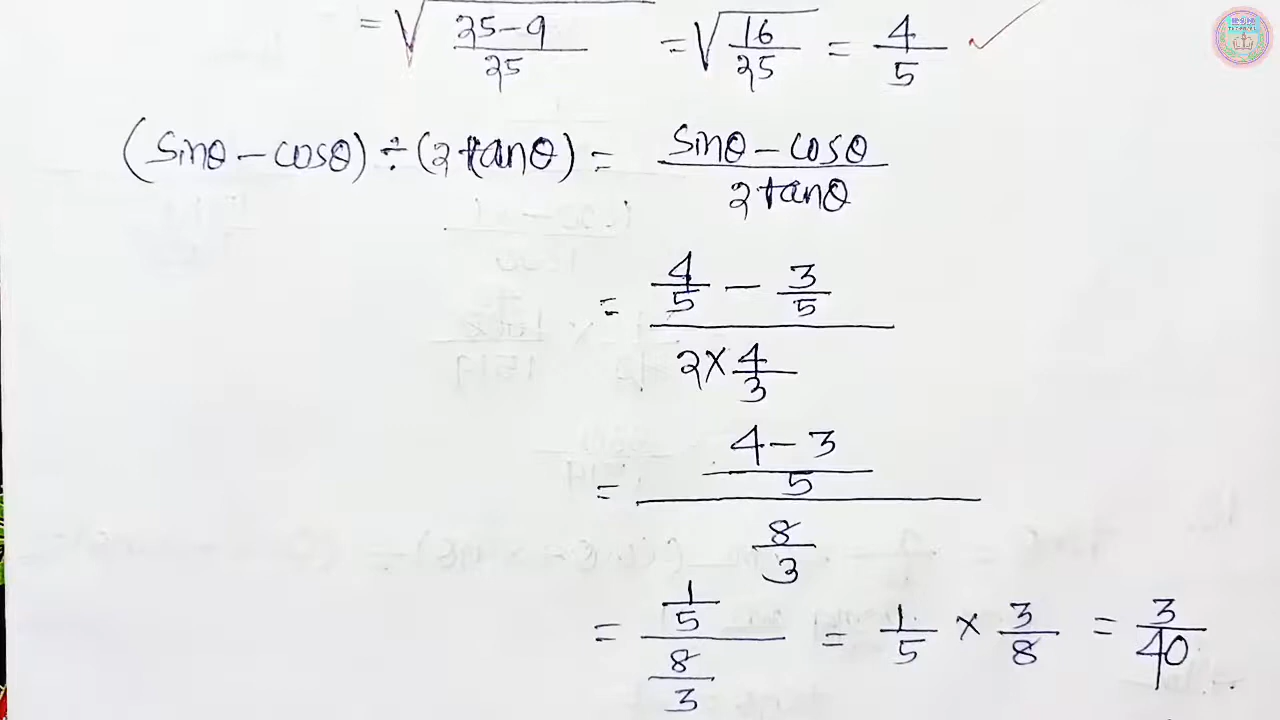 = √(25-9/25) = √(16/25) = 4/5 ✓
(sinθ - cosθ) ÷ (2tanθ) = sinθ - cosθ / 2tanθ
= (4/5 - 3/5) / (2 × 4/3)
= ((4-3)/5) / (8/3)
= (1/5) / (8/3) = 1/5 × 3/8 = 3/40